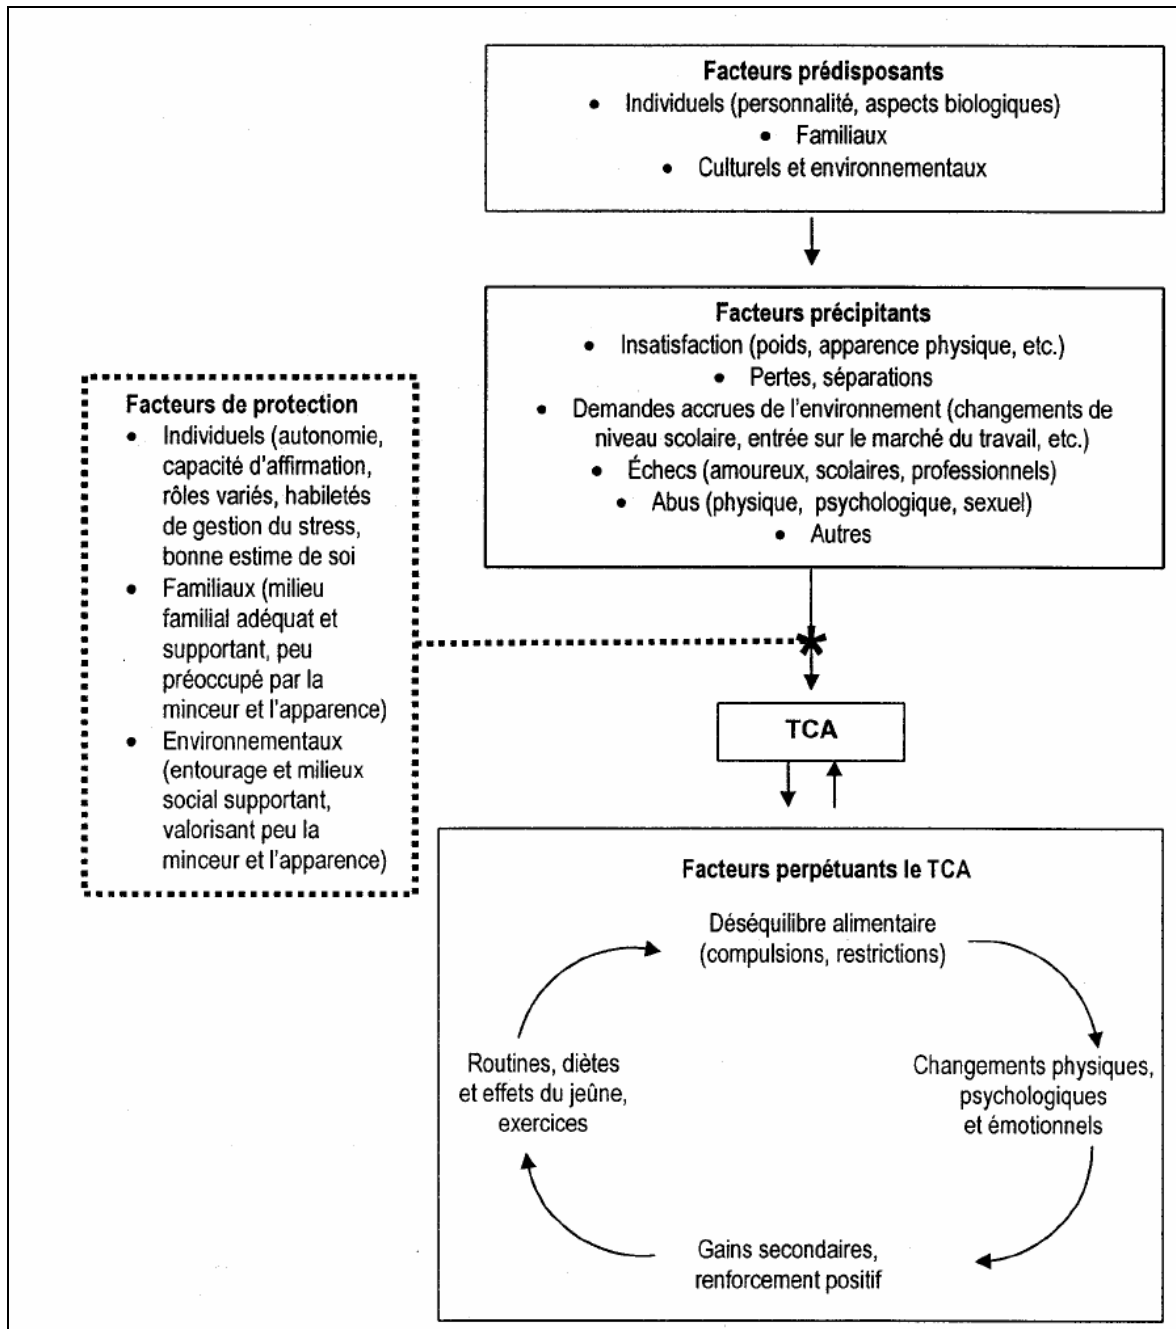 Facteurs prédisposants
• Individuels (personnalité, aspects biologiques)
• Familiaux
• Culturels et environnementaux
Facteurs précipitants
• Insatisfaction (poids, apparence physique, etc.)
• Pertes, séparations
• Demandes accrues de l'environnement (changements de
niveau scolaire, entrée sur le marché du travail, etc.)
• Échecs (amoureux, scolaires, professionnels)
• Abus (physique, psychologique, sexuel)
• Autres
Facteurs de protection
• Individuels (autonomie,
capacité d'affirmation,
rôles variés, habiletés
de gestion du stress,
bonne estime de soi
• Familiaux (milieu
familial adéquat et
supportant, peu
préoccupé par la
minceur et l'apparence)
• Environnementaux
(entourage et milieux
social supportant,
valorisant peu la
minceur et l'apparence)
TCA
Facteurs perpétuants le TCA
Déséquilibre alimentaire
(compulsions, restrictions)
Changements physiques,
psychologiques
et émotionnels
Gains secondaires,
renforcement positif
Routines, diètes
et effets du jeûne,
exercices